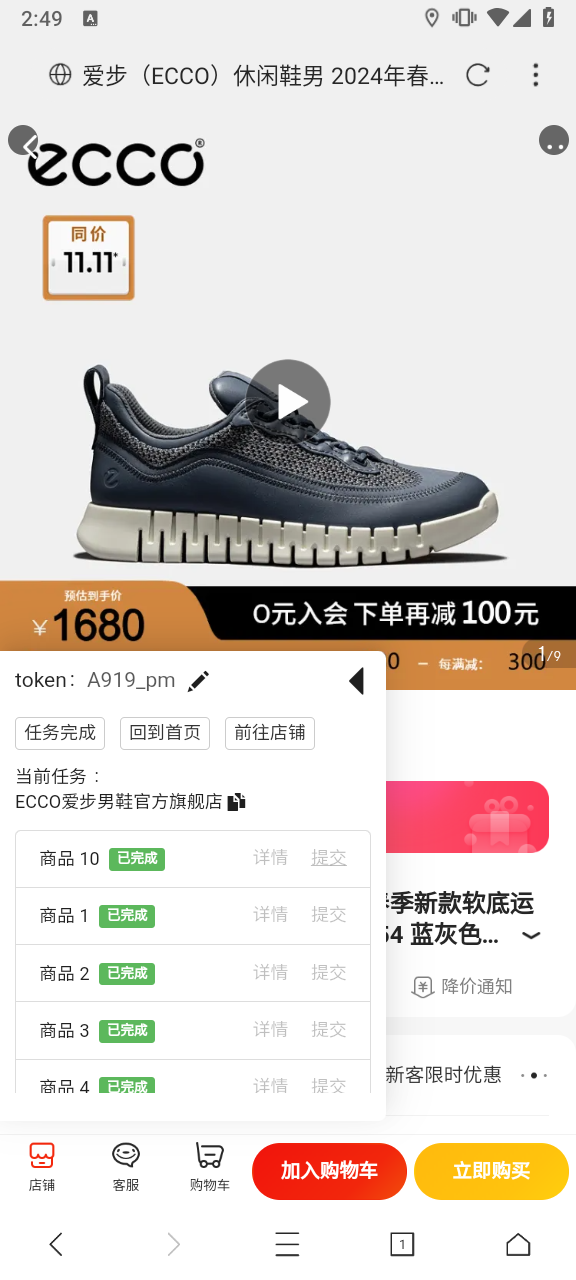 2:49
A
爱步（ECCO）休闲鞋男 2024年春...
ecco®
同价
11.11*
预估到手价
¥1680
0元入会 下单再减100元
0 – 每满减： 300
1/9
token： A919_pm
任务完成 回到首页 前往店铺
当前任务：
ECCO爱步男鞋官方旗舰店
商品 10 已完成 详情 提交
商品 1 已完成 详情 提交
商品 2 已完成 详情 提交
商品 3 已完成 详情 提交
商品 4 已完成 详情 提交
季新款软底运
54 蓝灰色...
降价通知
新客限时优惠
店铺 客服 购物车 加入购物车 立即购买
1